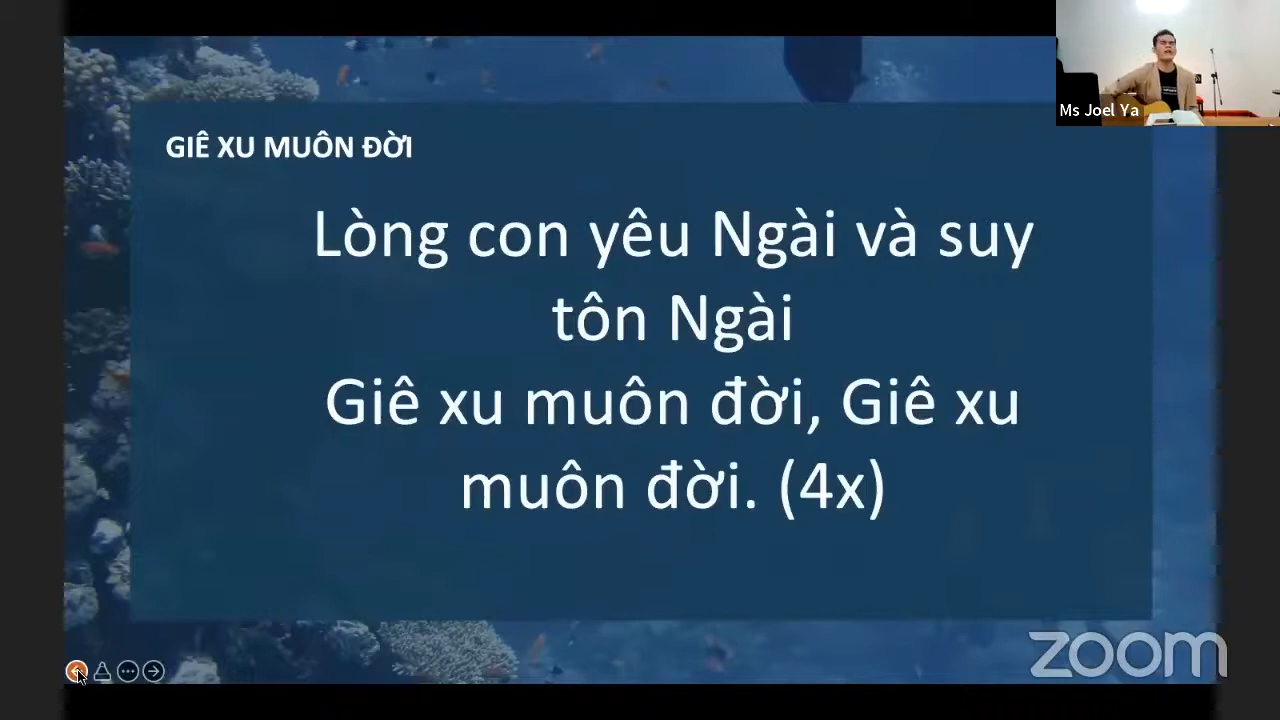 Ms Joel Ya
GIÊ XU MUÔN ĐỜI
Lòng con yêu Ngài và suy
tôn Ngài
Giê xu muôn đời, Giê xu
muôn đời. (4x)
zoom